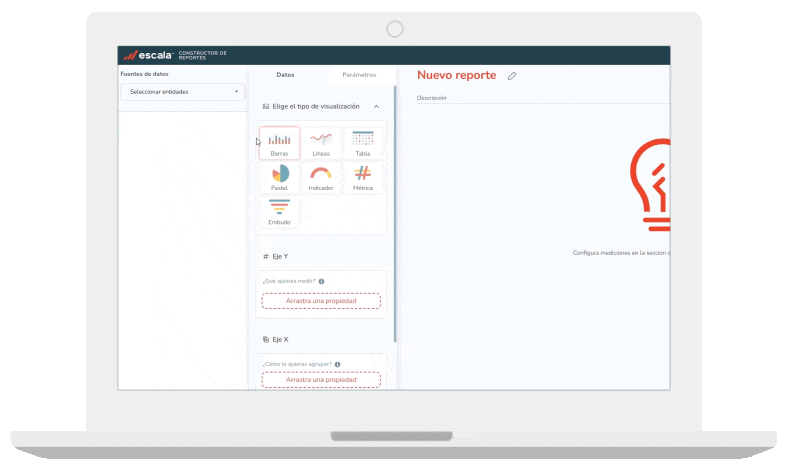 escala
CONSTRUCTOR DE
REPORTES
Fuentes de datos
Seleccionar entidades
Datos
Parámetros
Elige el tipo de visualización
Barras
Líneas
Tabla
Pastel
Indicador
Métrica
Embudo
# Eje Y
¿Qué quieres medir?
Arrastra una propiedad
Eje X
¿Cómo lo quieres agrupar?
Arrastra una propiedad
Nuevo reporte
Descripción
Configura mediciones en la seccion d